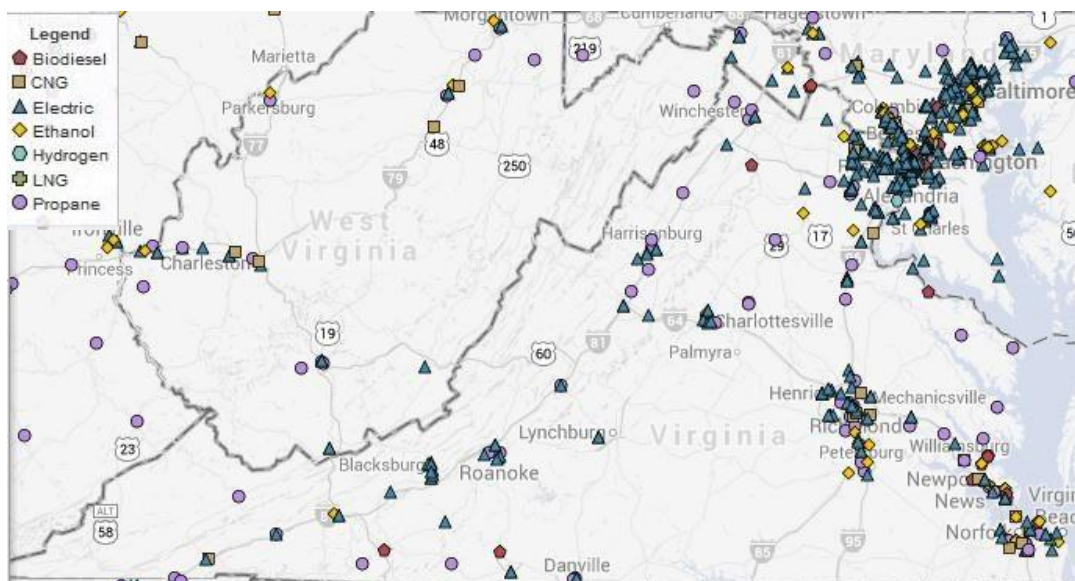 Legend
Biodiesel
CNG
Electric
Ethanol
Hydrogen
LNG
Propane
Morgantown
68
Cumberland
68
Hagerstown
1
219
81
Maryland
Marietta
Parkersburg
77
48
250
79
Winchester
Columbia
Baltimore
Washington
Alexandria
St Charles
West
Virginia
Harrisonburg
29
17
Ironville
Princess
Charleston
19
64
Charlottesville
60
81
Palmyra
Henrico
Mechanicsville
Richmond
Lynchburg
Virginia
Petersburg
Williamsburg
23
Blacksburg
Roanoke
Newport
News
ALT
58
Norfolk
85
95
Danville